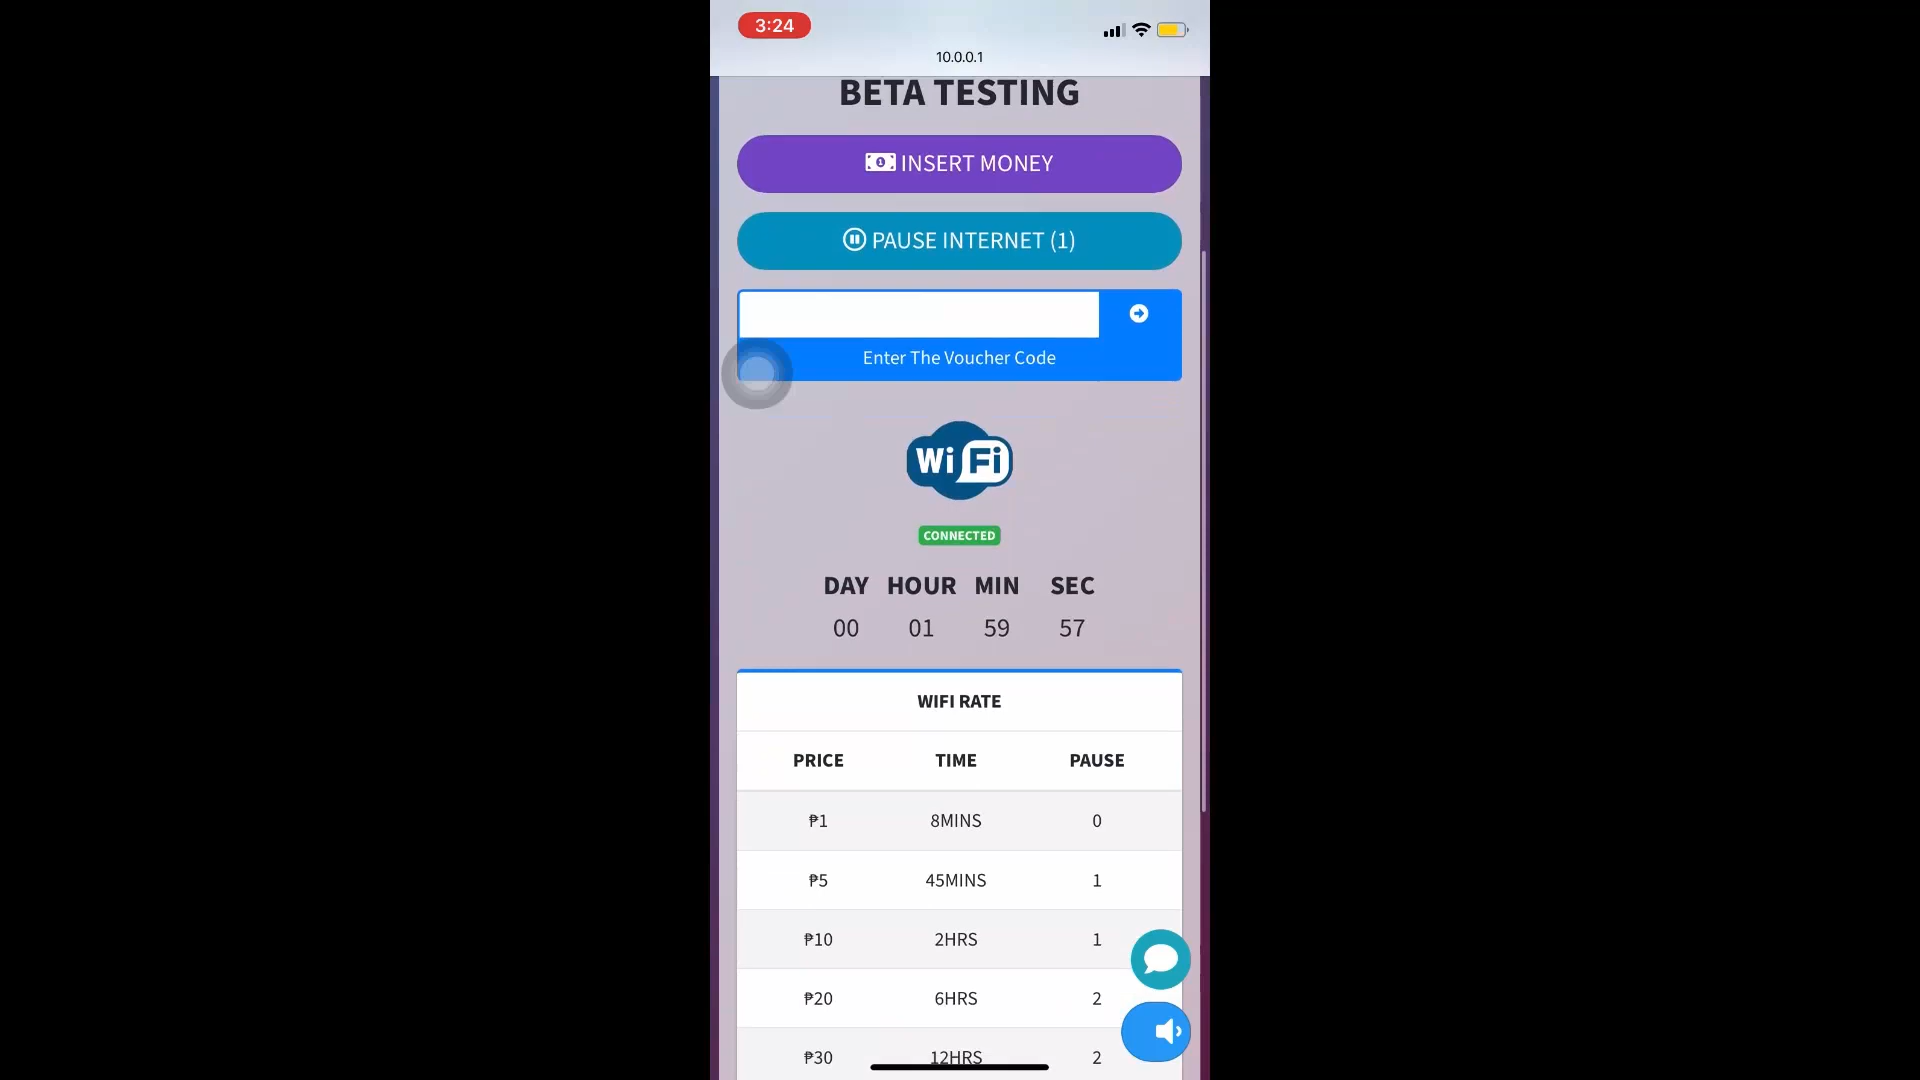 3:24
10.0.0.1
BETA TESTING
INSERT MONEY
PAUSE INTERNET (1)
Enter The Voucher Code
Wi Fi
CONNECTED
DAY HOUR MIN SEC
00 01 59 57
WIFI RATE
PRICE TIME PAUSE
₱1 8MINS 0
₱5 45MINS 1
₱10 2HRS 1
₱20 6HRS 2
₱30 12HRS 2